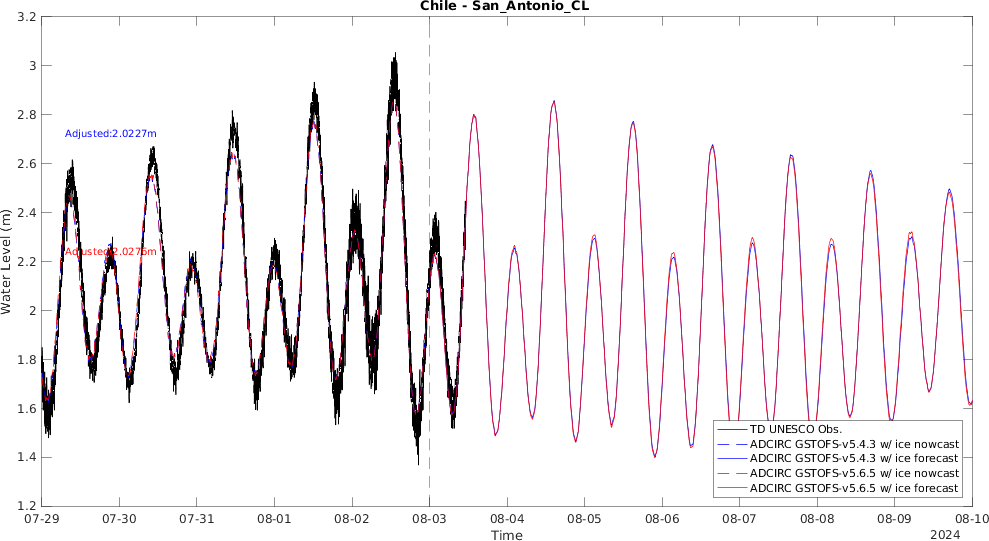 Chile - San_Antonio_CL
3.2
3
2.8
2.6
2.4
2.2
2
1.8
1.6
1.4
1.2
Water Level (m)
Adjusted:2.0227m
Adjusted:2.0276m
TD UNESCO Obs.
ADCIRC GSTOFS-v5.4.3 w/ ice nowcast
ADCIRC GSTOFS-v5.4.3 w/ ice forecast
ADCIRC GSTOFS-v5.6.5 w/ ice nowcast
ADCIRC GSTOFS-v5.6.5 w/ ice forecast
07-29 07-30 07-31 08-01 08-02 08-03 08-04 08-05 08-06 08-07 08-08 08-09 08-10
Time
2024